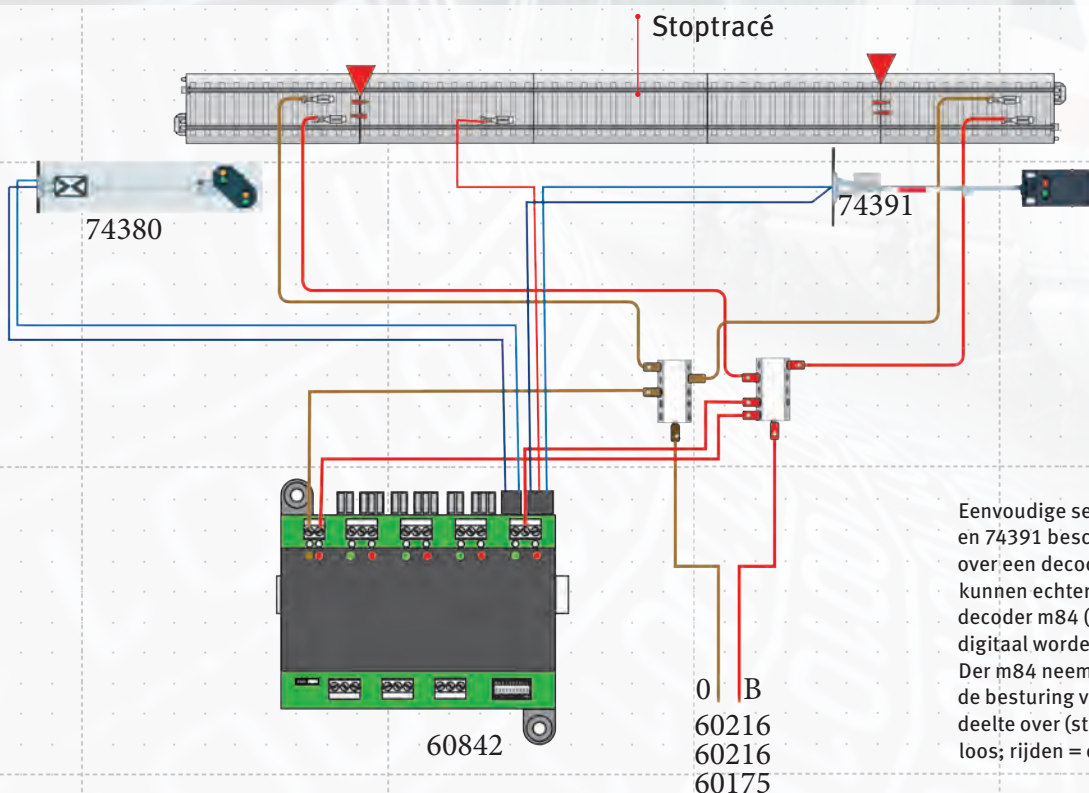 Stoptracé
74380
74391
Eenvoudige se
en 74391 besc
over een decod
kunnen echter
decoder m84 (
digitaal worde
Der m84 neem
de besturing v
deelte over (st
loos; rijden = 
0 B
60216
60216
60175
60842